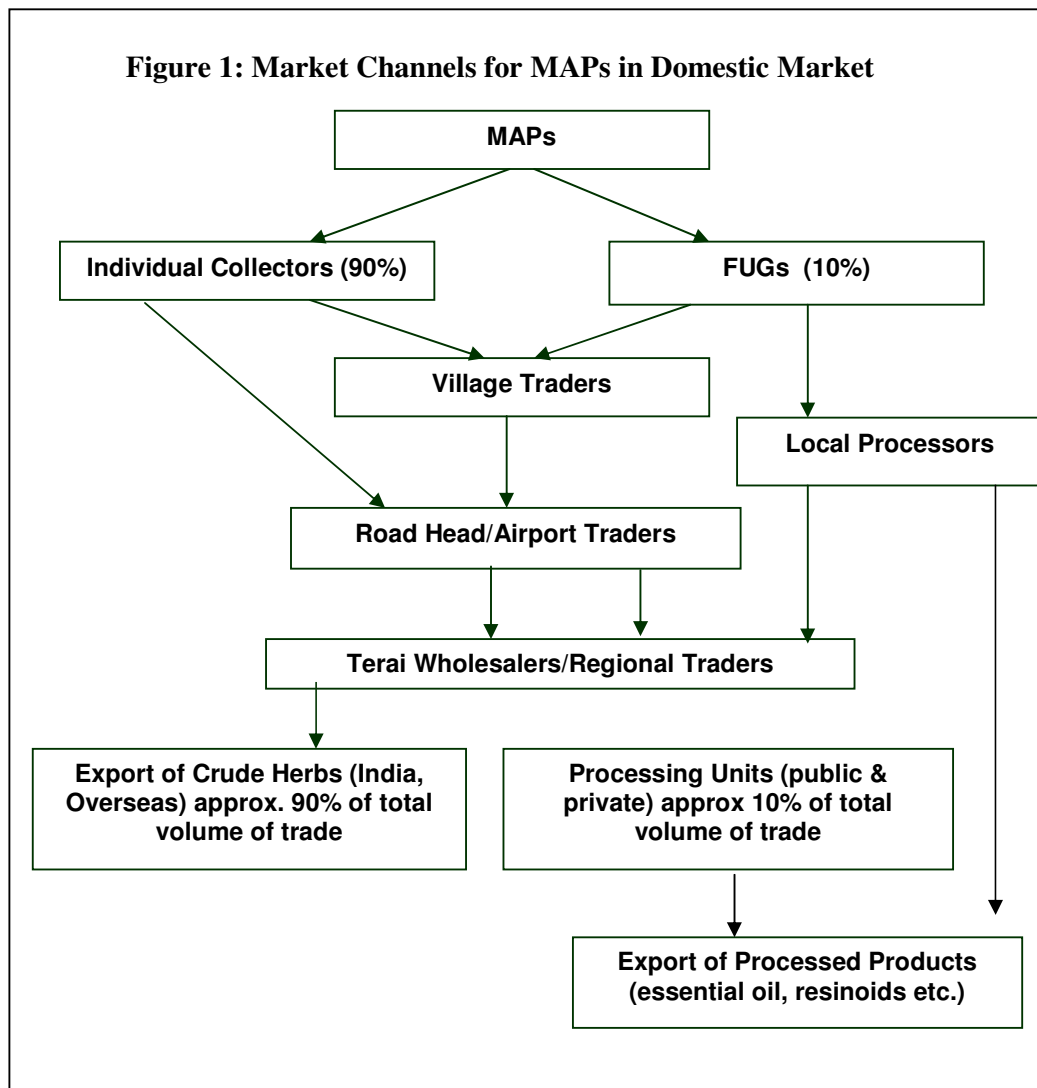 Figure 1: Market Channels for MAPs in Domestic Market
MAPs
Individual Collectors (90%)
FUGs (10%)
Village Traders
Local Processors
Road Head/Airport Traders
Terai Wholesalers/Regional Traders
Export of Crude Herbs (India,
Overseas) approx. 90% of total
volume of trade
Processing Units (public &
private) approx 10% of total
volume of trade
Export of Processed Products
(essential oil, resinoids etc.)